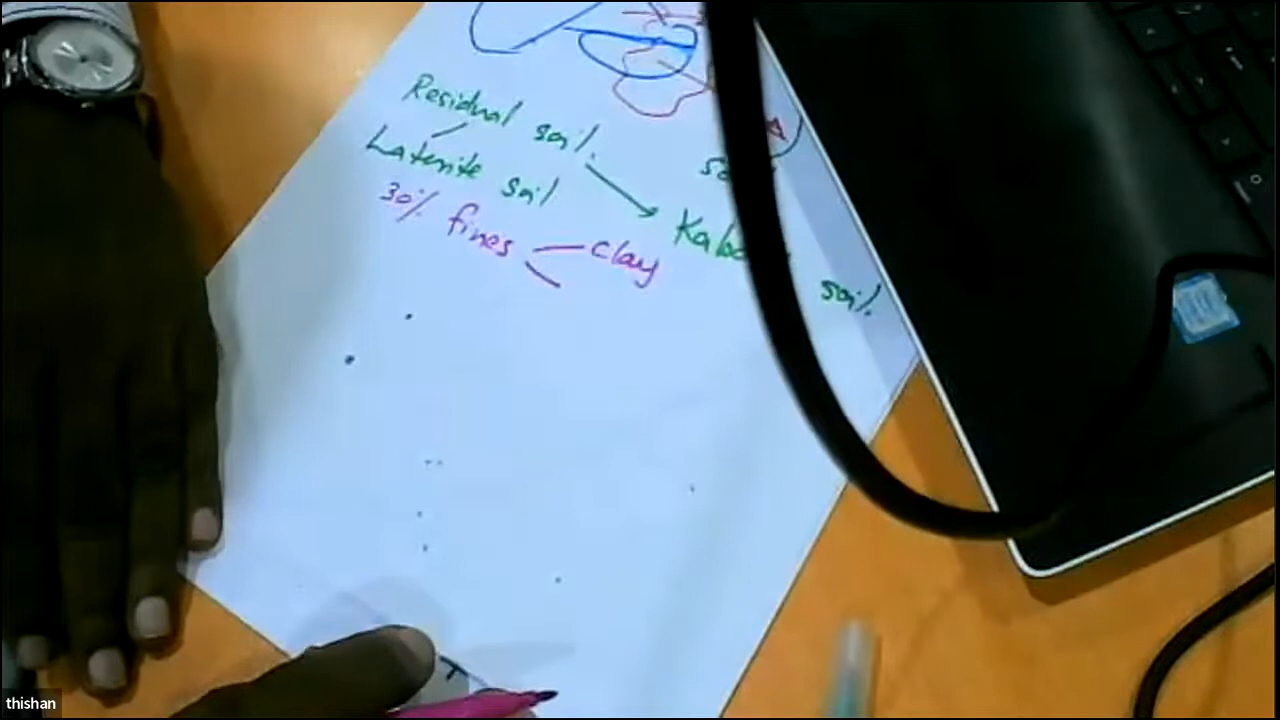 Residual soil.
Laterite soil
30% fines
clay
soil.
thishan